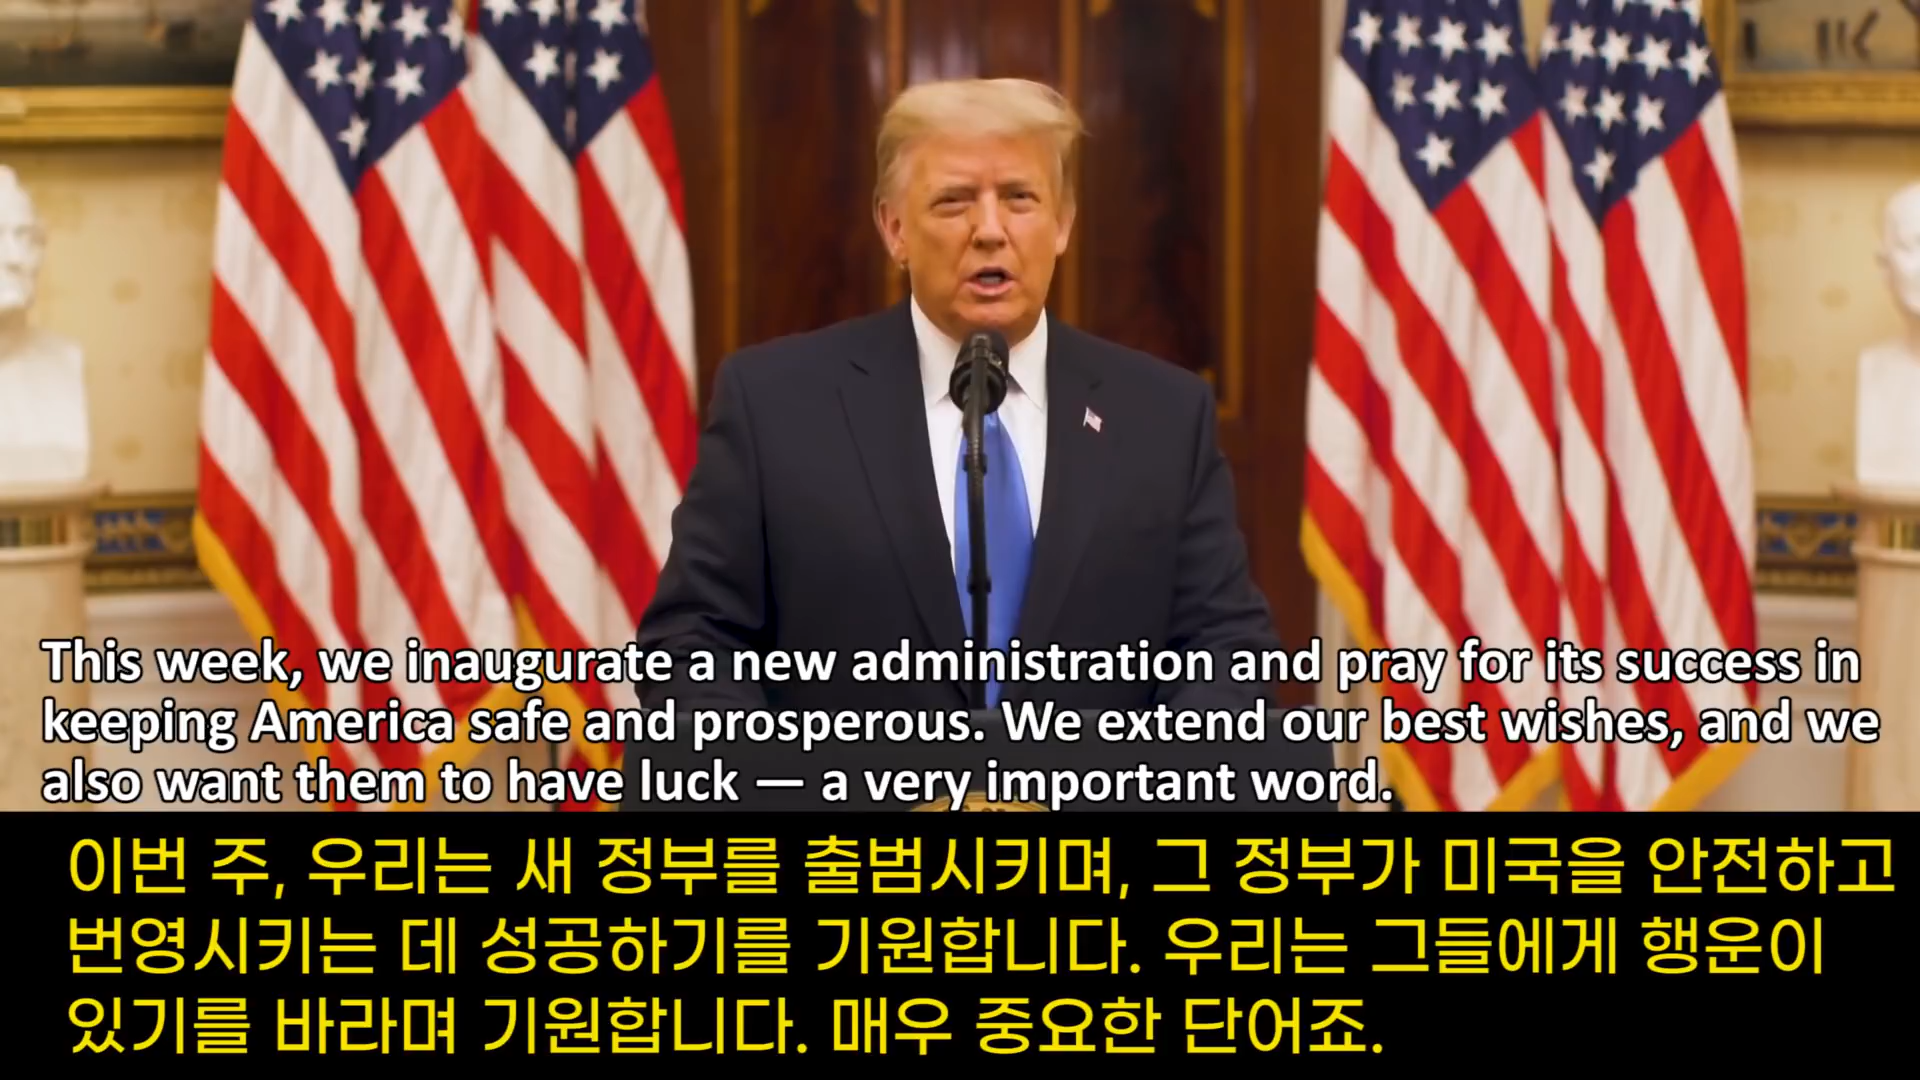 This week, we inaugurate a new administration and pray for its success in
keeping America safe and prosperous. We extend our best wishes, and we
also want them to have luck — a very important word.
이번 주, 우리는 새 정부를 출범시키며, 그 정부가 미국을 안전하고
번영시키는 데 성공하기를 기원합니다. 우리는 그들에게 행운이
있기를 바라며 기원합니다. 매우 중요한 단어죠.